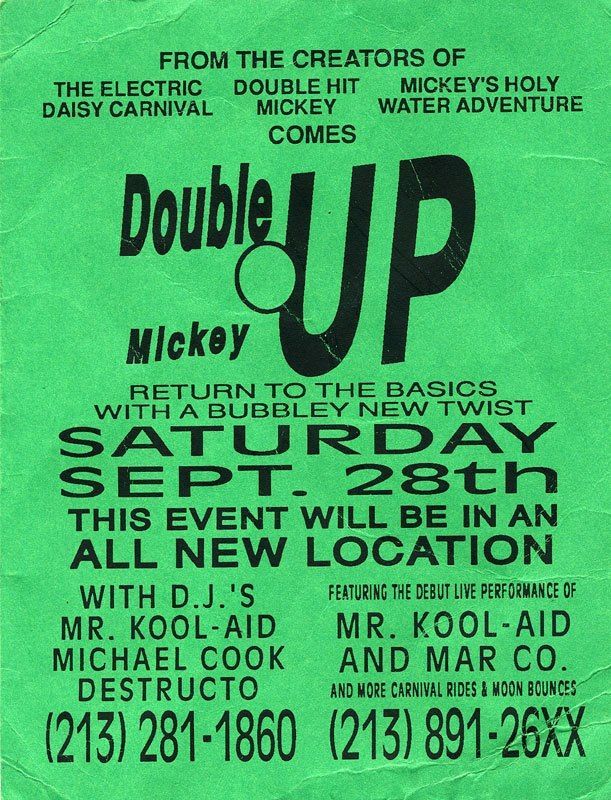 FROM THE CREATORS OF
THE ELECTRIC DAISY CARNIVAL
DOUBLE HIT MICKEY
MICKEY'S HOLY WATER ADVENTURE
COMES
Double UP
MIckey
RETURN TO THE BASICS
WITH A BUBBLEY NEW TWIST
SATURDAY
SEPT. 28th
THIS EVENT WILL BE IN AN
ALL NEW LOCATION
WITH D.J.'S
MR. KOOL-AID
MICHAEL COOK
DESTRUCTO
(213) 281-1860
FEATURING THE DEBUT LIVE PERFORMANCE OF
MR. KOOL-AID
AND MAR CO.
AND MORE CARNIVAL RIDES & MOON BOUNCES
(213) 891-26XX